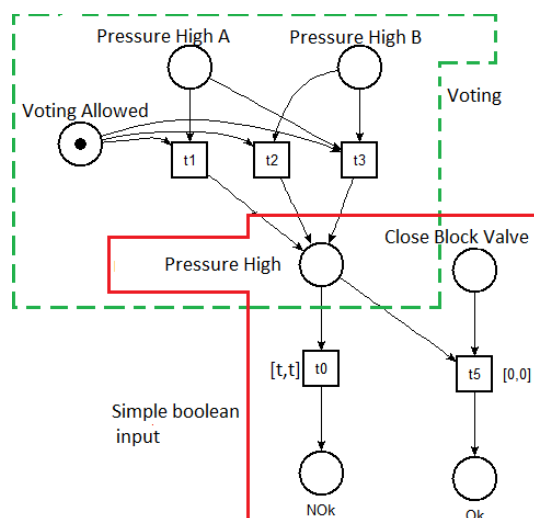 Pressure High A
Pressure High B
Voting Allowed
Voting
t1
t2
t3
Close Block Valve
Pressure High
[t,t]
t0
t5
[0,0]
Simple boolean
input
NOk
Ok